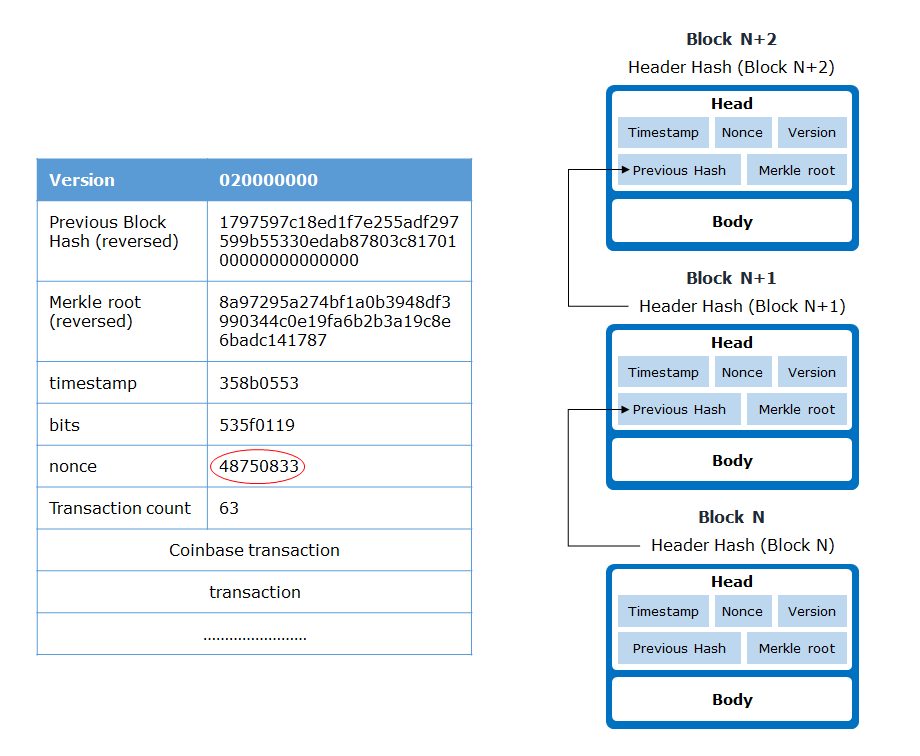 Version 020000000
Previous Block
Hash (reversed)
1797597c18ed1f7e255adf297
599b55330edab87803c81701
00000000000000
Merkle root
(reversed)
8a97295a274bf1a0b3948df3
990344c0e19fa6b2b3a19c8e
6badc141787
timestamp 358b0553
bits 535f0119
nonce 48750833
Transaction count 63
Coinbase transaction
transaction
........................
Block N+2
Header Hash (Block N+2)
Head
Timestamp Nonce Version
Previous Hash Merkle root
Body
Block N+1
Header Hash (Block N+1)
Head
Timestamp Nonce Version
Previous Hash Merkle root
Body
Block N
Header Hash (Block N)
Head
Timestamp Nonce Version
Previous Hash Merkle root
Body